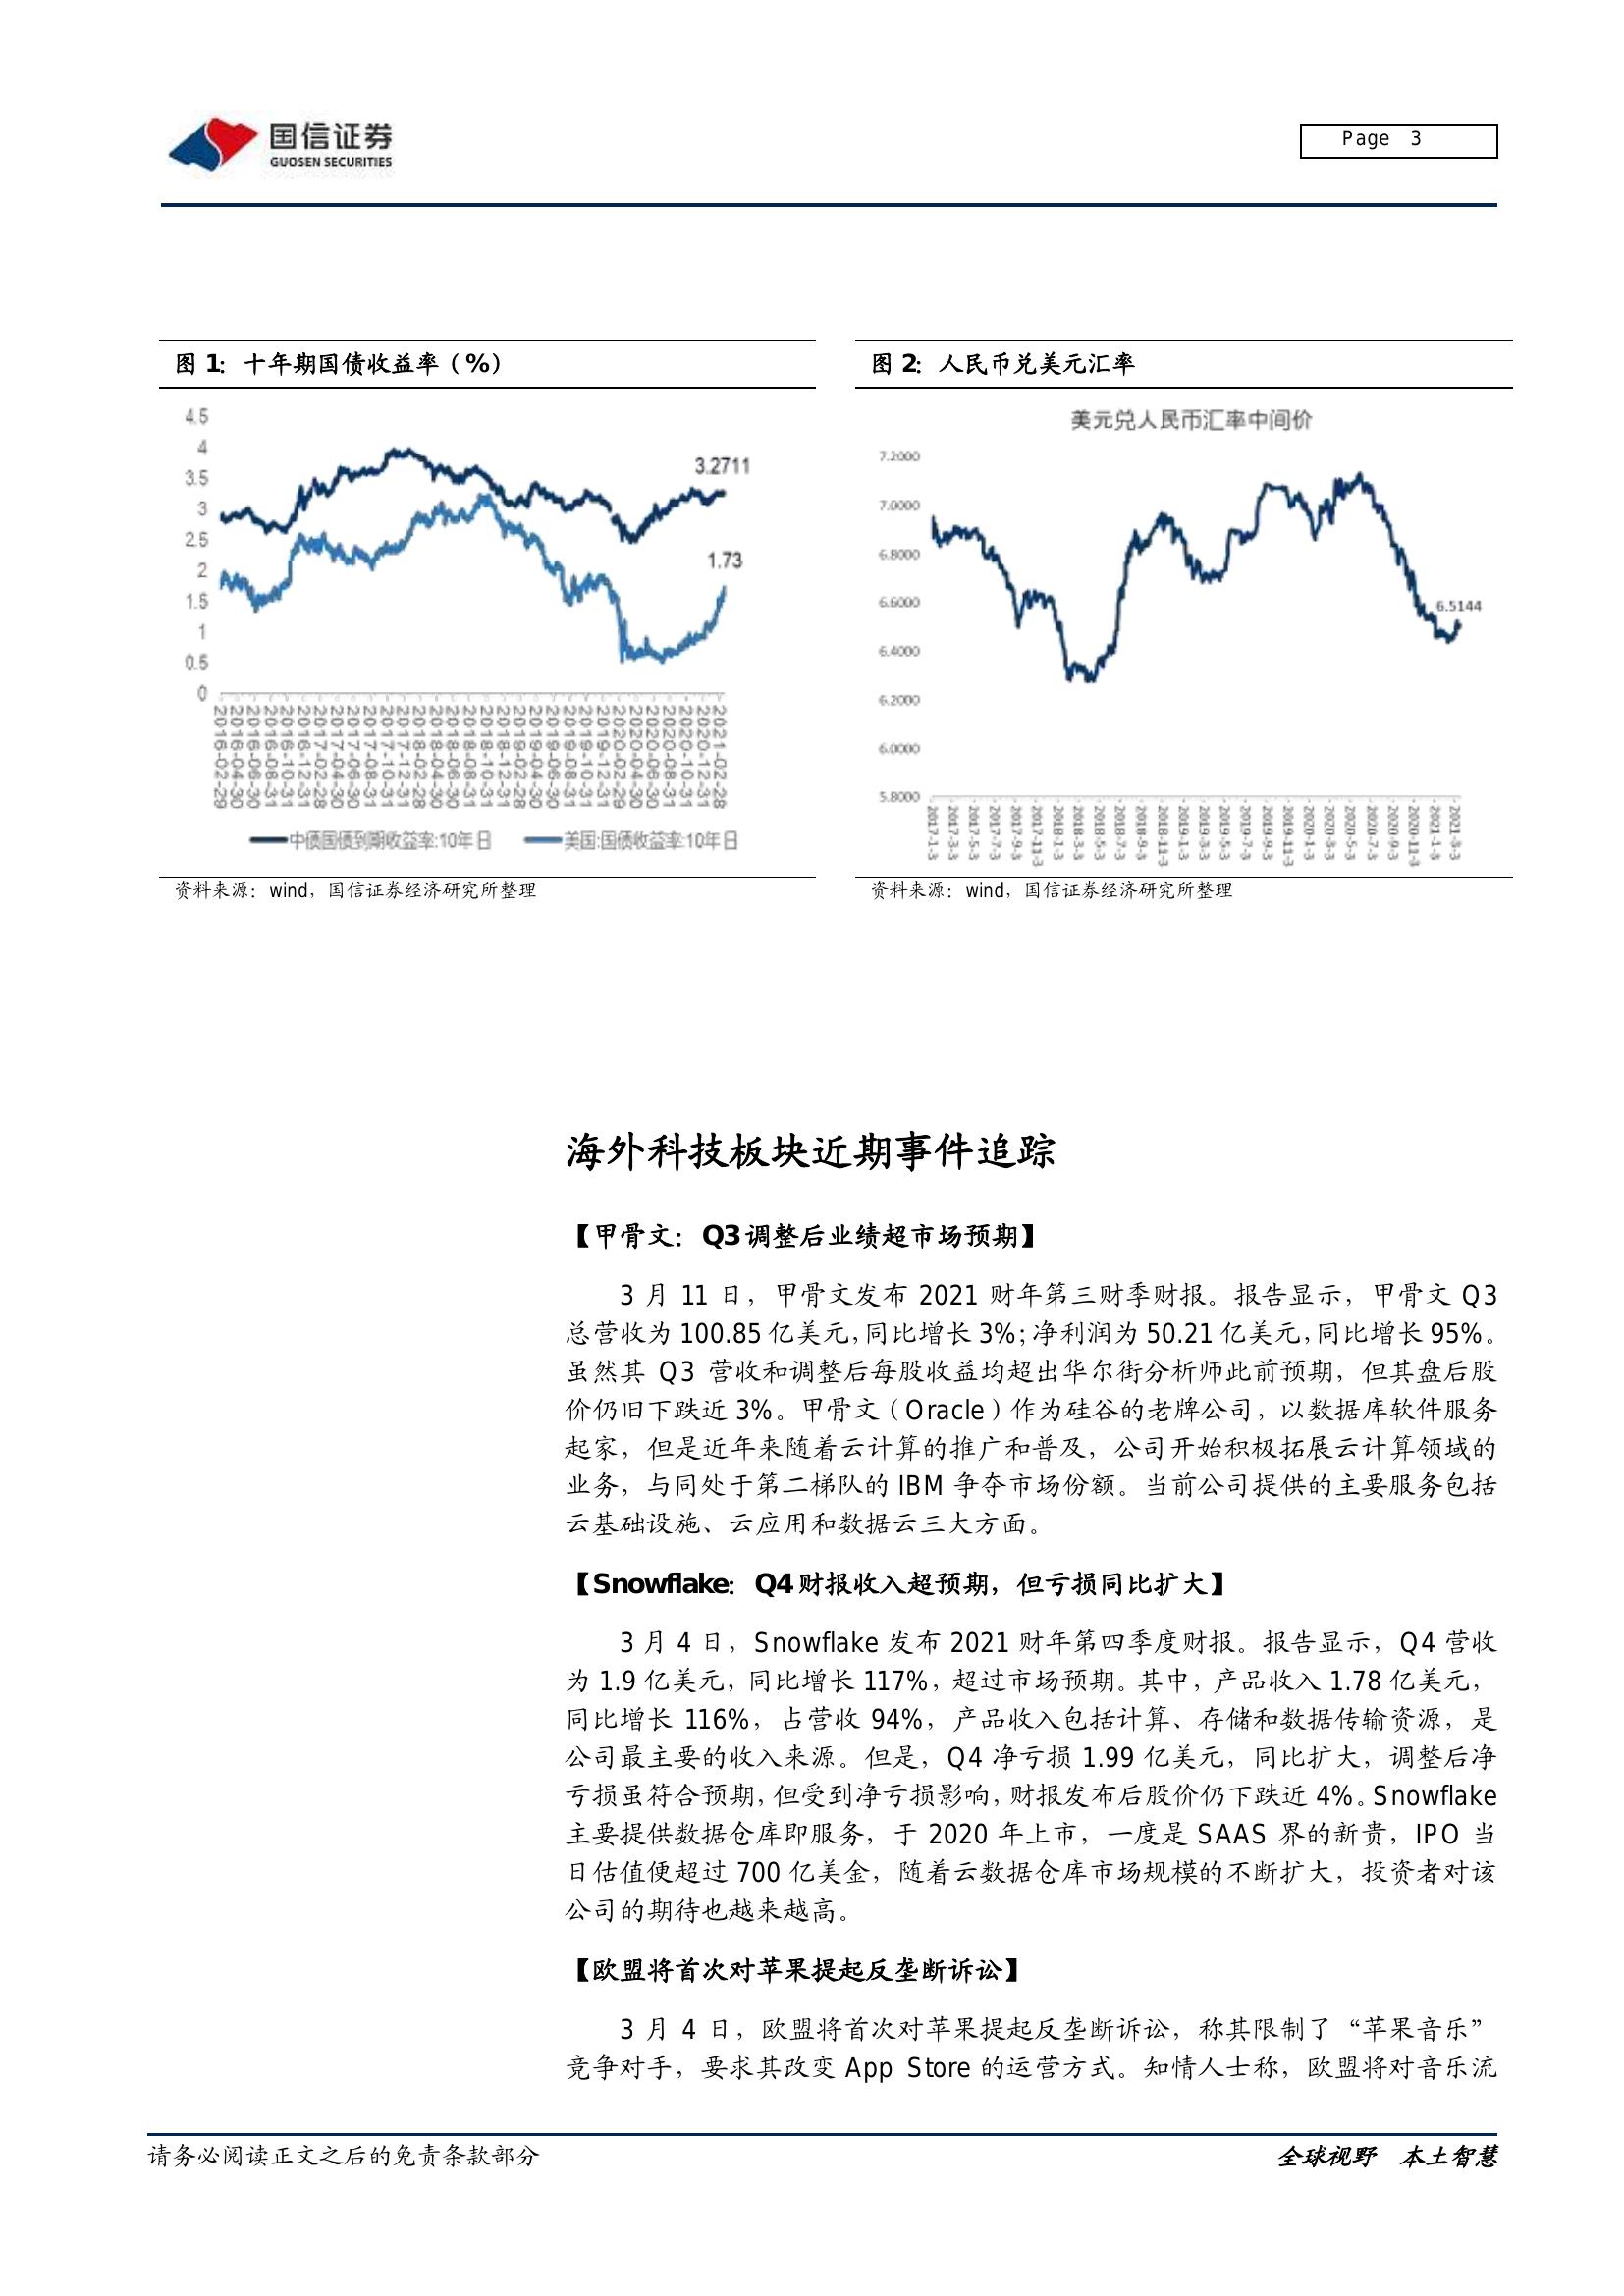 国信证券
GUOSEN SECURITIES
Page 3
图 1：十年期国债收益率（%）
4.5
4
3.5
3
2.5
2
1.5
1
0.5
0
3.2711
1.73
2016-02-29
2016-04-30
2016-06-30
2016-08-31
2016-10-31
2016-12-31
2017-02-28
2017-04-30
2017-06-30
2017-08-31
2017-10-31
2017-12-31
2018-02-28
2018-04-30
2018-06-30
2018-08-31
2018-10-31
2018-12-31
2019-02-28
2019-04-30
2019-06-30
2019-08-31
2019-10-31
2019-12-31
2020-02-29
2020-04-30
2020-06-30
2020-08-31
2020-10-31
2020-12-31
2021-02-28
中债国债到期收益率:10年 日
美国:国债收益率:10年 日
资料来源：wind，国信证券经济研究所整理
图 2：人民币兑美元汇率
美元兑人民币汇率中间价
7.2000
7.0000
6.8000
6.6000
6.4000
6.2000
6.0000
5.8000
6.5144
2017-1-3
2017-3-3
2017-5-3
2017-7-3
2017-9-3
2017-11-3
2018-1-3
2018-3-3
2018-5-3
2018-7-3
2018-9-3
2018-11-3
2019-1-3
2019-3-3
2019-5-3
2019-7-3
2019-9-3
2019-11-3
2020-1-3
2020-3-3
2020-5-3
2020-7-3
2020-9-3
2020-11-3
2021-1-3
2021-3-3
资料来源：wind，国信证券经济研究所整理
海外科技板块近期事件追踪
【甲骨文：Q3 调整后业绩超市场预期】
3 月 11 日，甲骨文发布 2021 财年第三财季财报。报告显示，甲骨文 Q3
总营收为 100.85 亿美元，同比增长 3%；净利润为 50.21 亿美元，同比增长 95%。
虽然其 Q3 营收和调整后每股收益均超出华尔街分析师此前预期，但其盘后股
价仍旧下跌近 3%。甲骨文（Oracle）作为硅谷的老牌公司，以数据库软件服务
起家，但是近年来随着云计算的推广和普及，公司开始积极拓展云计算领域的
业务，与同处于第二梯队的 IBM 争夺市场份额。当前公司提供的主要服务包括
云基础设施、云应用和数据云三大方面。
【Snowflake：Q4 财报收入超预期，但亏损同比扩大】
3 月 4 日，Snowflake 发布 2021 财年第四季度财报。报告显示，Q4 营收
为 1.9 亿美元，同比增长 117%，超过市场预期。其中，产品收入 1.78 亿美元，
同比增长 116%，占营收 94%，产品收入包括计算、存储和数据传输资源，是
公司最主要的收入来源。但是，Q4 净亏损 1.99 亿美元，同比扩大，调整后净
亏损虽符合预期，但受到净亏损影响，财报发布后股价仍下跌近 4%。Snowflake
主要提供数据仓库即服务，于 2020 年上市，一度是 SAAS 界的新贵，IPO 当
日估值便超过 700 亿美金，随着云数据仓库市场规模的不断扩大，投资者对该
公司的期待也越来越高。
【欧盟将首次对苹果提起反垄断诉讼】
3 月 4 日，欧盟将首次对苹果提起反垄断诉讼，称其限制了“苹果音乐”
竞争对手，要求其改变 App Store 的运营方式。知情人士称，欧盟将对音乐流
请务必阅读正文之后的免责条款部分
全球视野 本土智慧